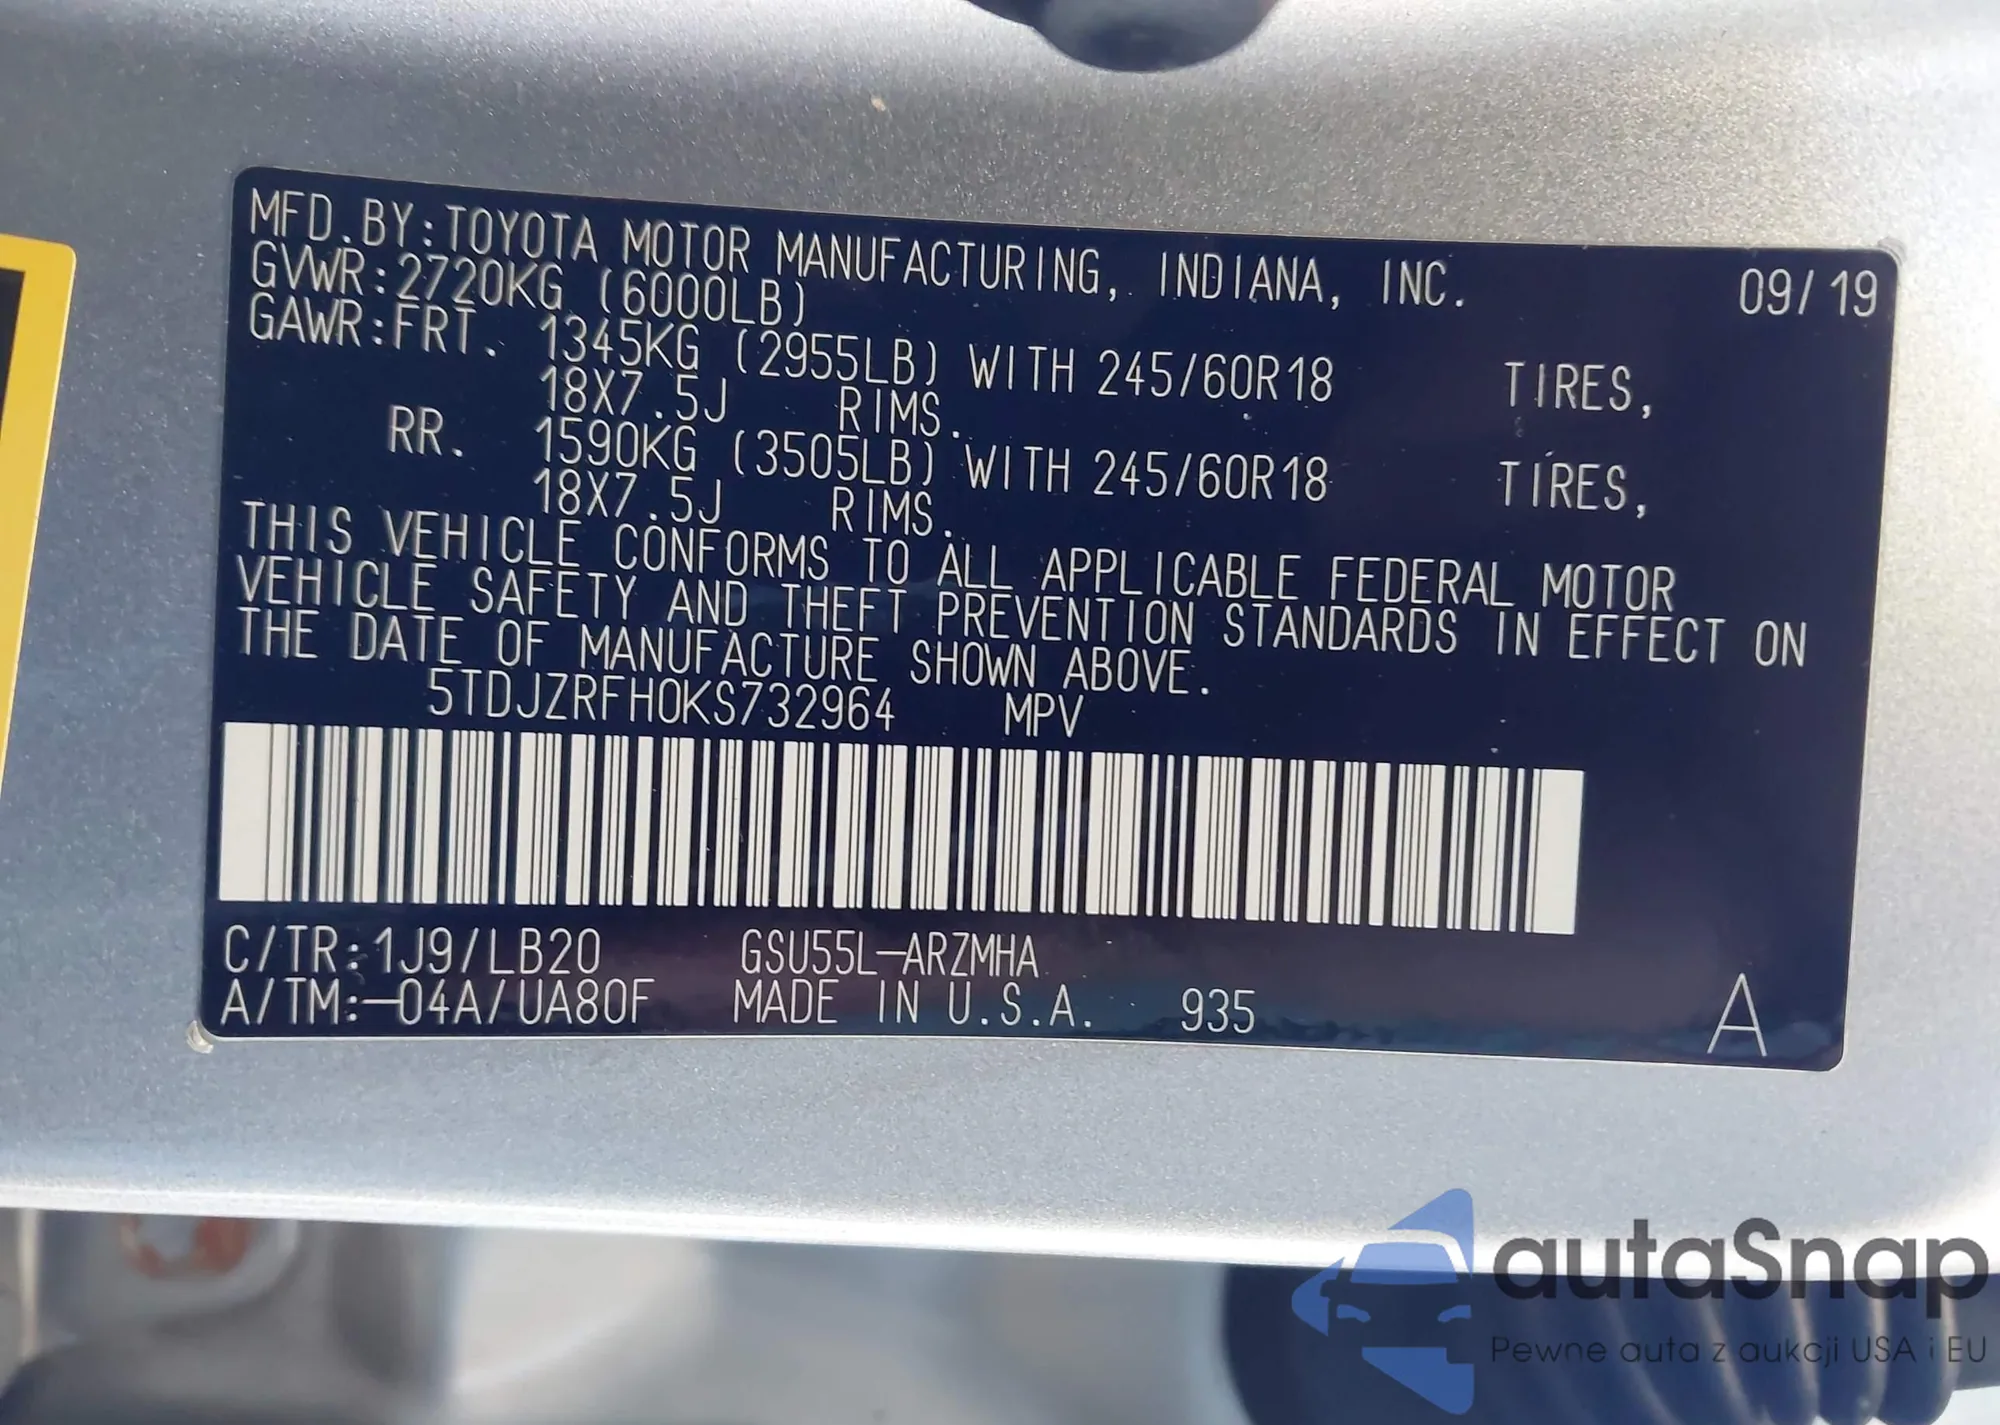 MFD.BY:TOYOTA MOTOR MANUFACTURING, INDIANA, INC. 09/19
GVWR:2720KG (6000LB)
GAWR:FRT. 1345KG (2955LB) WITH 245/60R18 TIRES,
18X7.5J RIMS.
RR. 1590KG (3505LB) WITH 245/60R18 TIRES,
18X7.5J RIMS.
THIS VEHICLE CONFORMS TO ALL APPLICABLE FEDERAL MOTOR
VEHICLE SAFETY AND THEFT PREVENTION STANDARDS IN EFFECT ON
THE DATE OF MANUFACTURE SHOWN ABOVE.
5TDJZRFH0KS732964 MPV
C/TR:1J9/LB20 GSU55L-ARZMHA
A/TM:-04A/UA80F MADE IN U.S.A. 935 A
autaSnap
Pewne auta z aukcji USA i EU